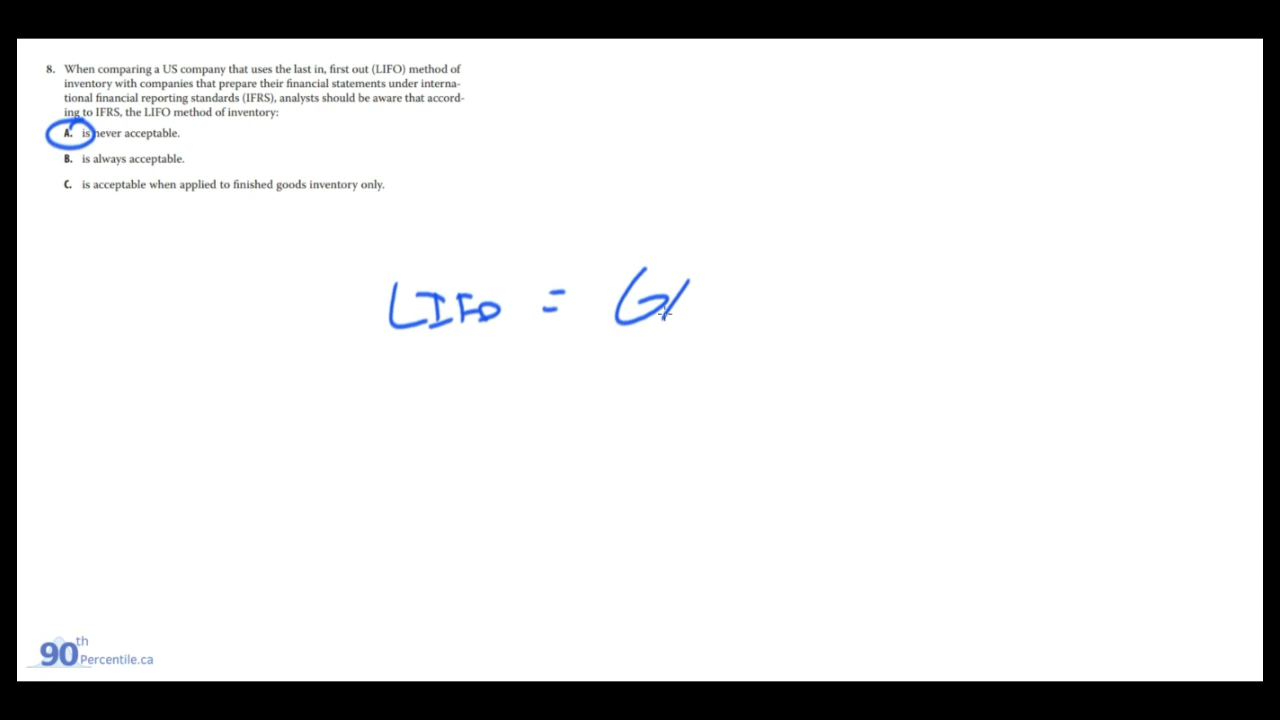 8. When comparing a US company that uses the last in, first out (LIFO) method of
inventory with companies that prepare their financial statements under interna-
tional financial reporting standards (IFRS), analysts should be aware that accord-
ing to IFRS, the LIFO method of inventory:
A. is never acceptable.
B. is always acceptable.
C. is acceptable when applied to finished goods inventory only.
LIFO = G
90th
Percentile.ca